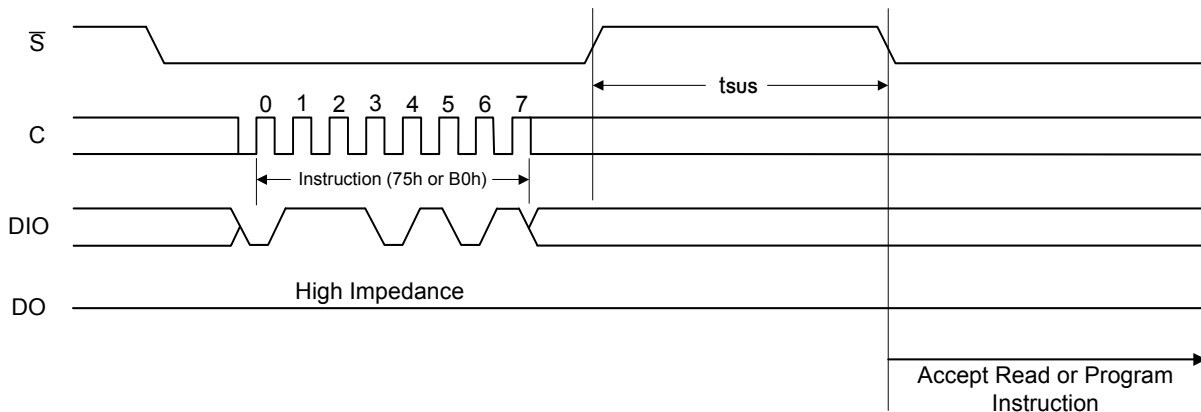 S̅
tsus
0 1 2 3 4 5 6 7
C
Instruction (75h or B0h)
DIO
High Impedance
DO
Accept Read or Program
Instruction